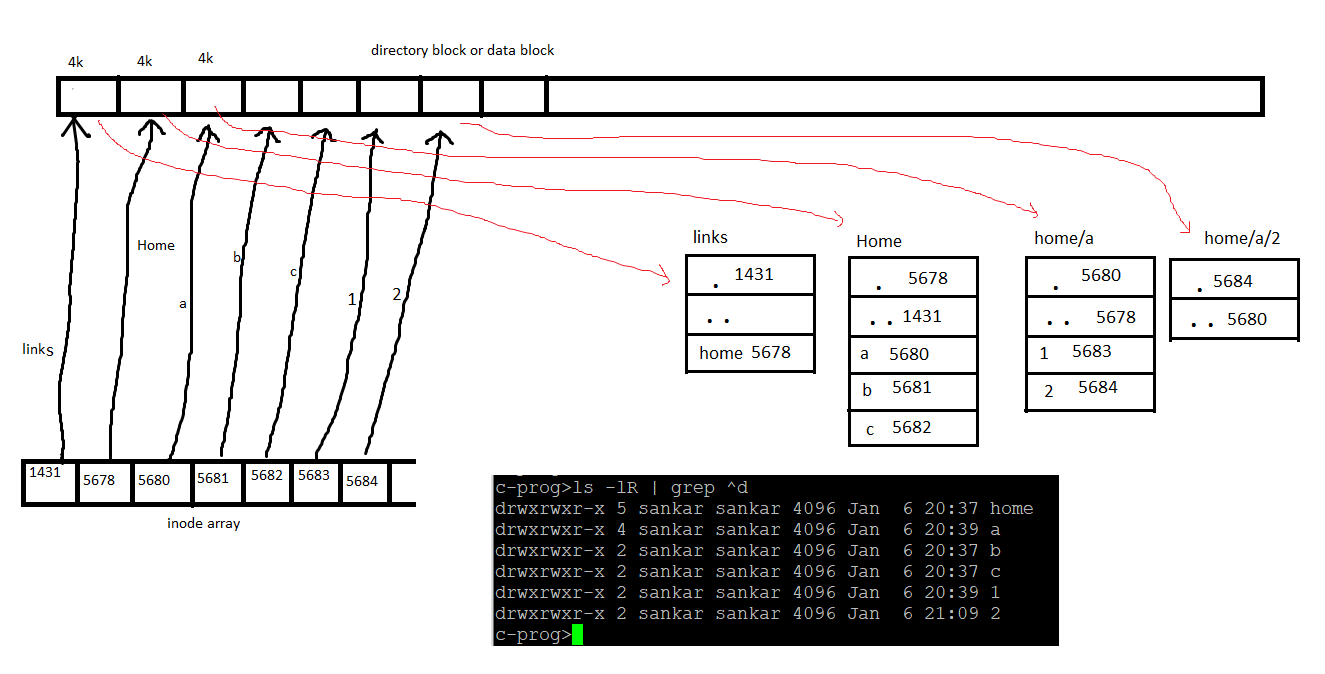 directory block or data block
4k
4k
4k
Home
b
c
a
1
2
links
1431
5678
5680
5681
5682
5683
5684
inode array
links
. 1431
. .
home 5678
Home
. 5678
. . 1431
a 5680
b 5681
c 5682
home/a
. 5680
. . 5678
1 5683
2 5684
home/a/2
. 5684
. . 5680
c-prog>ls -lR | grep ^d
drwxrwxr-x 5 sankar sankar 4096 Jan  6 20:37 home
drwxrwxr-x 4 sankar sankar 4096 Jan  6 20:39 a
drwxrwxr-x 2 sankar sankar 4096 Jan  6 20:37 b
drwxrwxr-x 2 sankar sankar 4096 Jan  6 20:37 c
drwxrwxr-x 2 sankar sankar 4096 Jan  6 20:39 1
drwxrwxr-x 2 sankar sankar 4096 Jan  6 21:09 2
c-prog>